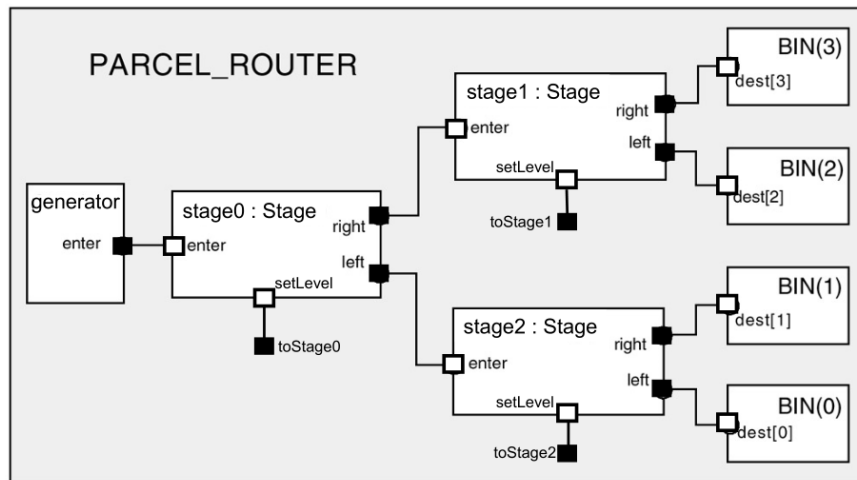 PARCEL_ROUTER
generator
enter
stage0 : Stage
enter
right
left
setLevel
toStage0
stage1 : Stage
enter
right
left
setLevel
toStage1
stage2 : Stage
enter
right
left
setLevel
toStage2
BIN(3)
dest[3]
BIN(2)
dest[2]
BIN(1)
dest[1]
BIN(0)
dest[0]